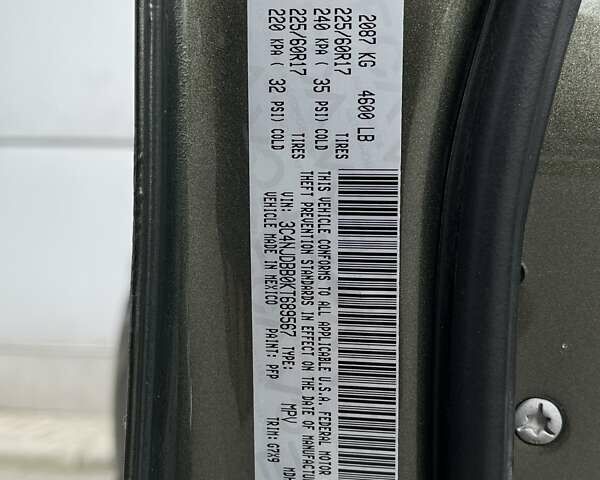 2087 KG 4600 LB
225/60R17 TIRES
240 KPA ( 35 PSI) COLD
225/60R17 TIRES
220 KPA ( 32 PSI) COLD
THIS VEHICLE CONFORMS TO ALL APPLICABLE U.S.A. FEDERAL MOTOR
THEFT PREVENTION STANDARDS IN EFFECT ON THE DATE OF MANUFACTU
VIN: 3C4NJDBB0KT689567 TYPE: MPV
VEHICLE MADE IN MEXICO PAINT: PFP TRIM: G7X9